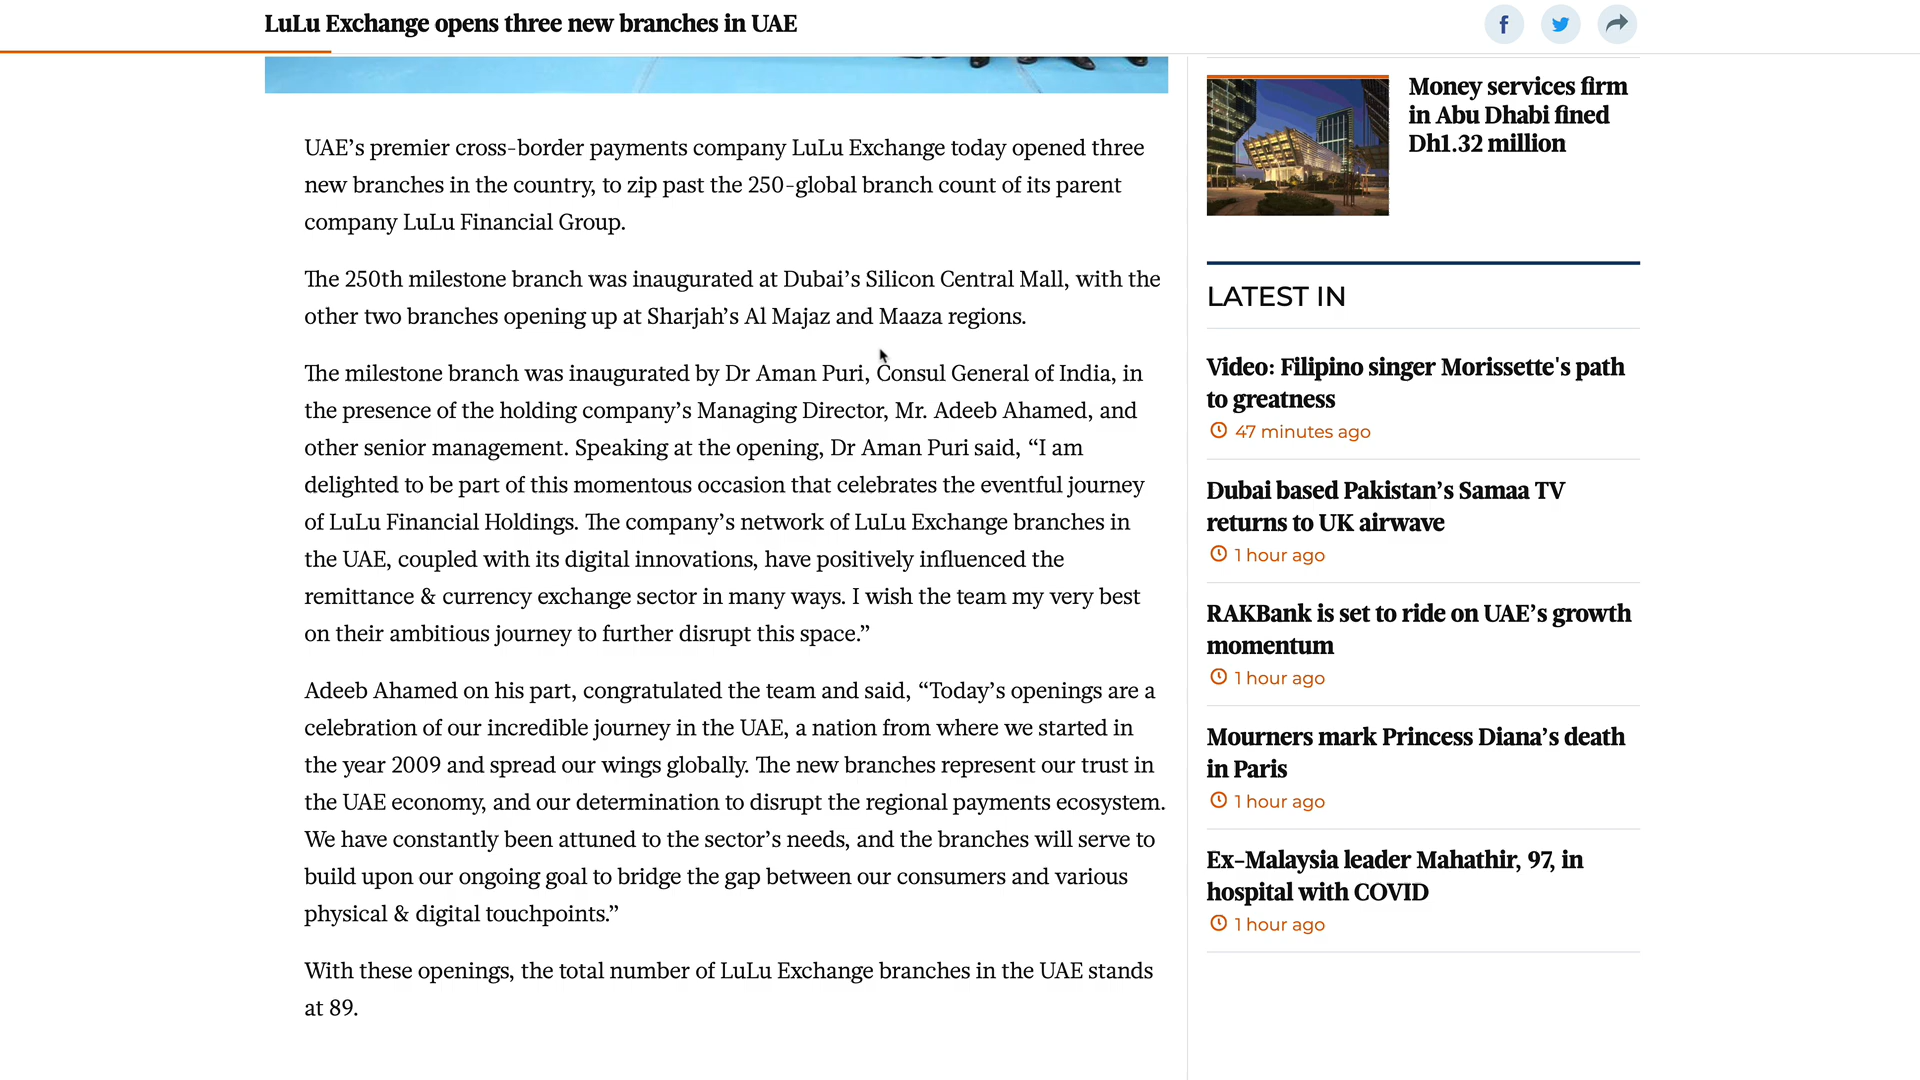 LuLu Exchange opens three new branches in UAE
UAE’s premier cross-border payments company LuLu Exchange today opened three
new branches in the country, to zip past the 250-global branch count of its parent
company LuLu Financial Group.
The 250th milestone branch was inaugurated at Dubai’s Silicon Central Mall, with the
other two branches opening up at Sharjah’s Al Majaz and Maaza regions.
The milestone branch was inaugurated by Dr Aman Puri, Consul General of India, in
the presence of the holding company’s Managing Director, Mr. Adeeb Ahamed, and
other senior management. Speaking at the opening, Dr Aman Puri said, “I am
delighted to be part of this momentous occasion that celebrates the eventful journey
of LuLu Financial Holdings. The company’s network of LuLu Exchange branches in
the UAE, coupled with its digital innovations, have positively influenced the
remittance & currency exchange sector in many ways. I wish the team my very best
on their ambitious journey to further disrupt this space.”
Adeeb Ahamed on his part, congratulated the team and said, “Today’s openings are a
celebration of our incredible journey in the UAE, a nation from where we started in
the year 2009 and spread our wings globally. The new branches represent our trust in
the UAE economy, and our determination to disrupt the regional payments ecosystem.
We have constantly been attuned to the sector’s needs, and the branches will serve to
build upon our ongoing goal to bridge the gap between our consumers and various
physical & digital touchpoints.”
With these openings, the total number of LuLu Exchange branches in the UAE stands
at 89.
Money services firm
in Abu Dhabi fined
Dh1.32 million
LATEST IN
Video: Filipino singer Morissette's path
to greatness
47 minutes ago
Dubai based Pakistan’s Samaa TV
returns to UK airwave
1 hour ago
RAKBank is set to ride on UAE’s growth
momentum
1 hour ago
Mourners mark Princess Diana’s death
in Paris
1 hour ago
Ex-Malaysia leader Mahathir, 97, in
hospital with COVID
1 hour ago